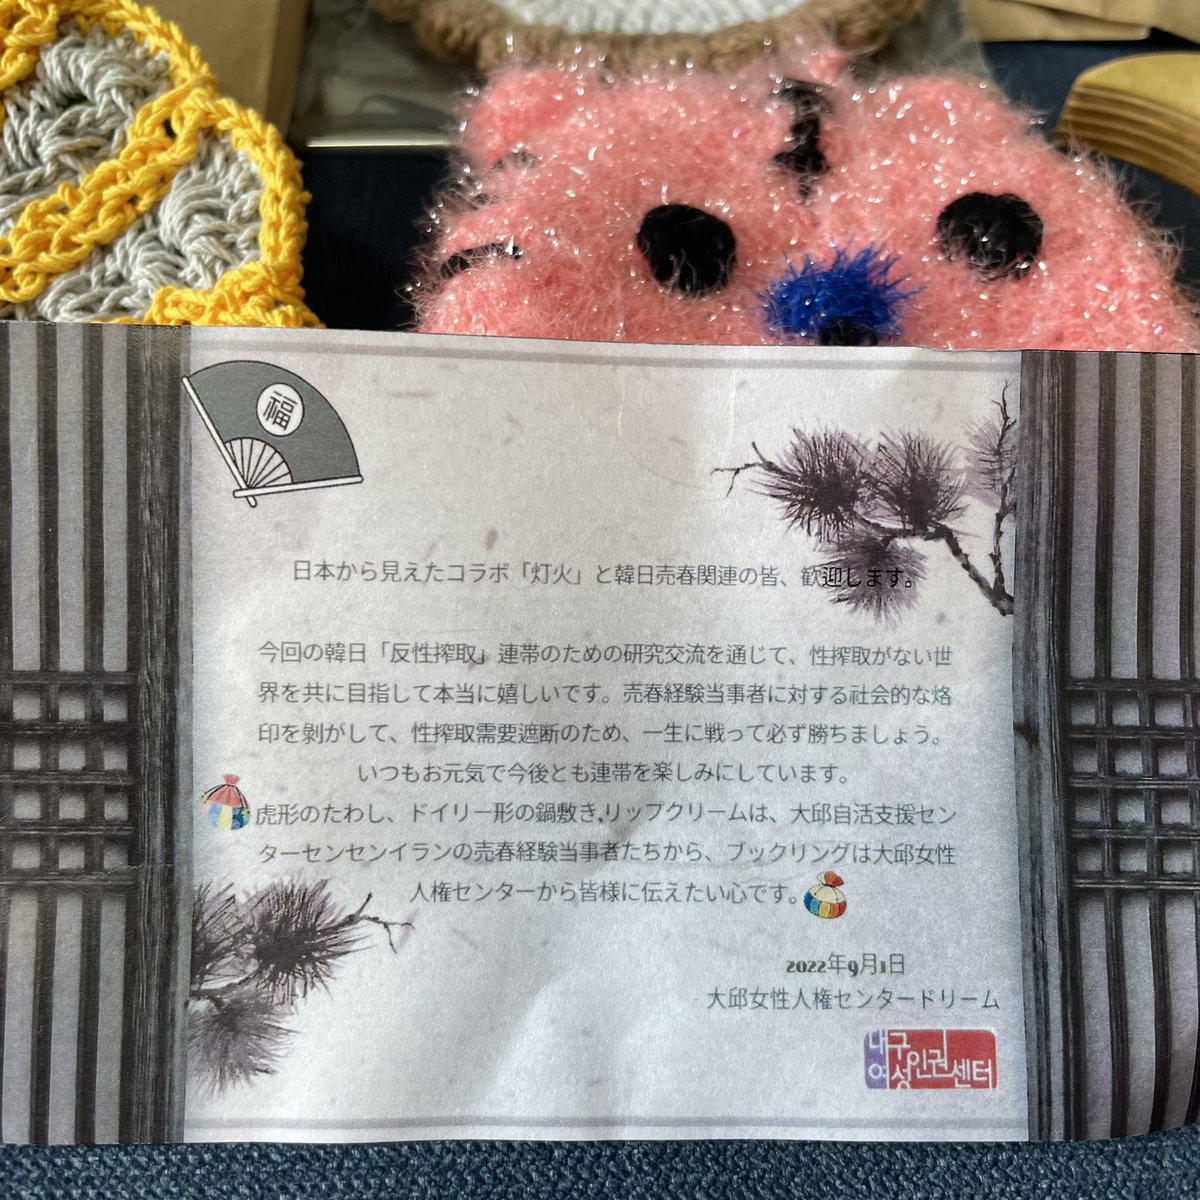 福
日本から見えたコラボ「灯火」と韓日売春関連の皆、歓迎します。
今回の韓日「反性搾取」連帯のための研究交流を通じて、性搾取がない世
界を共に目指して本当に嬉しいです。売春経験当事者に対する社会的な烙
印を剥がして、性搾取需要遮断のため、一生に戦って必ず勝ちましょう。
いつもお元気で今後とも連帯を楽しみにしています。
虎形のたわし、ドイリー形の鍋敷き,リップクリームは、大邱自活支援セン
ターセンセンイランの売春経験当事者たちから、ブックリングは大邱女性
人権センターから皆様に伝えたい心です。
2022年9月1日
大邱女性人権センタードリーム
대구
여성인권센터